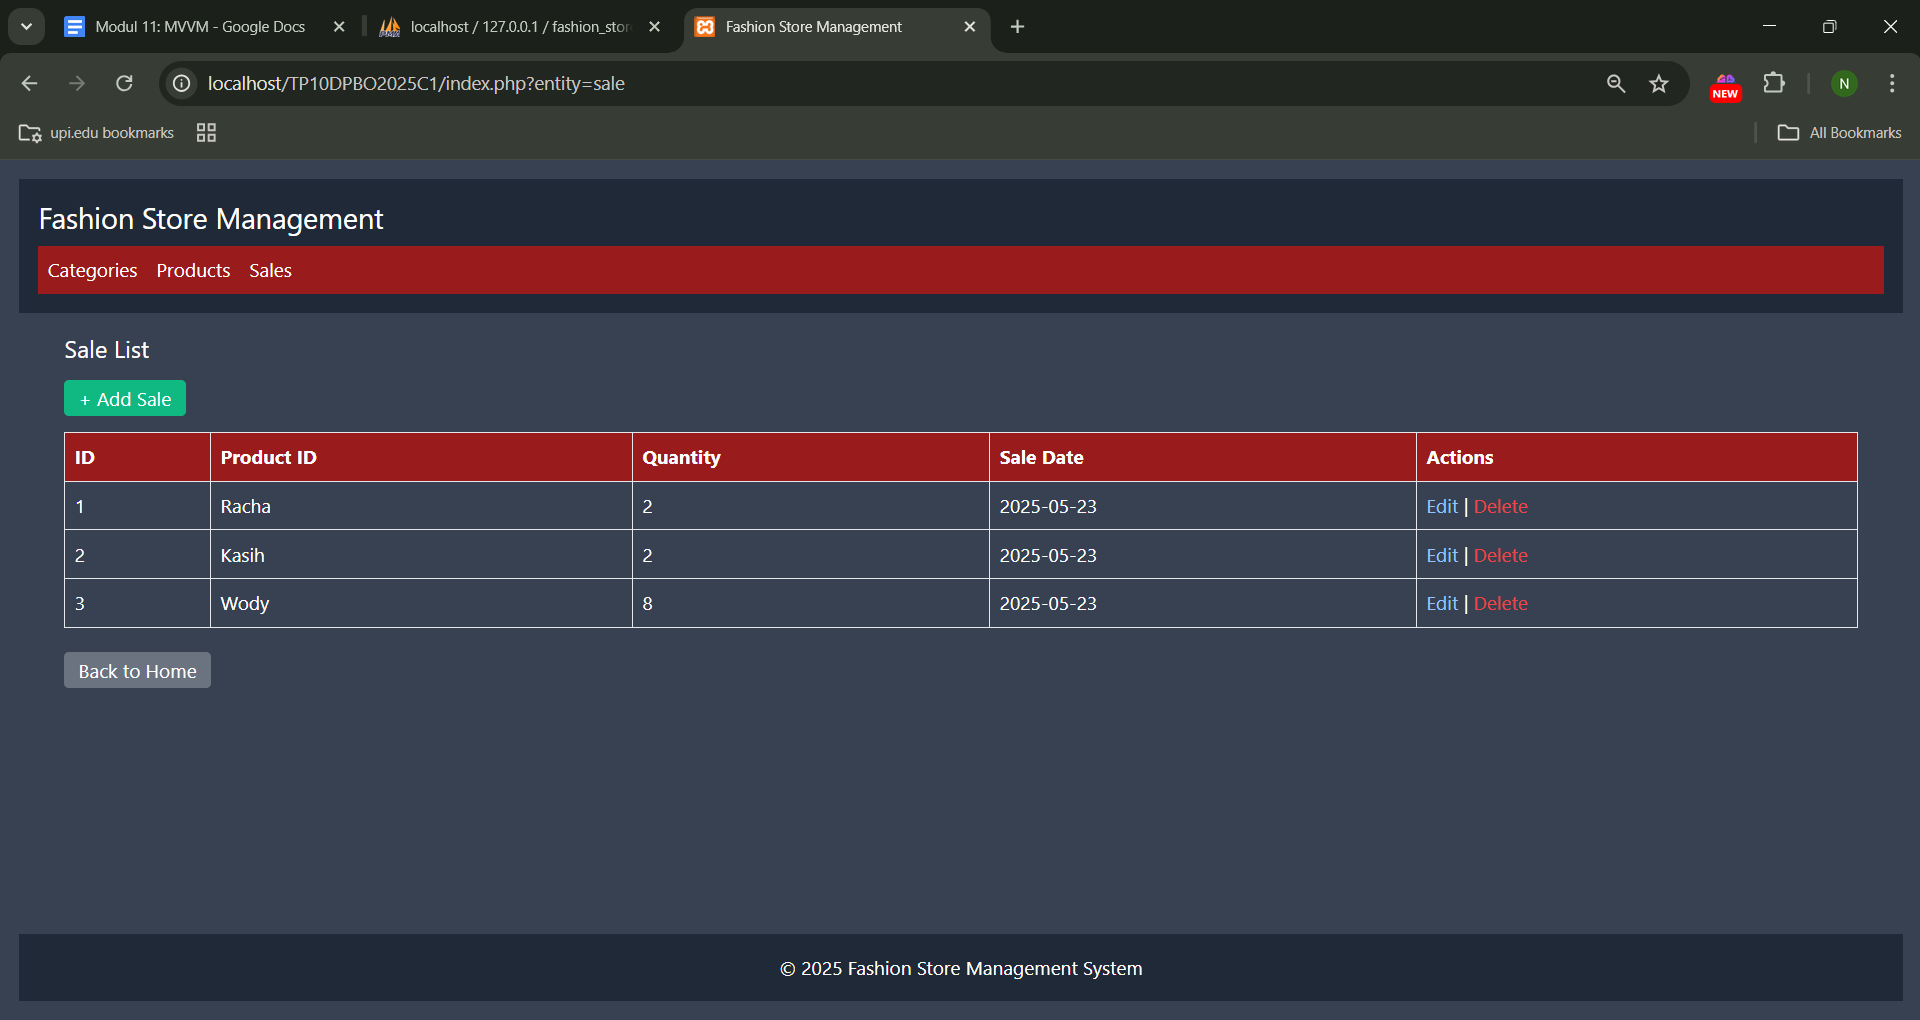 Modul 11: MVVM - Google Docs
localhost / 127.0.0.1 / fashion_stor
Fashion Store Management
localhost/TP10DPBO2025C1/index.php?entity=sale
NEW
N
upi.edu bookmarks
All Bookmarks
Fashion Store Management
Categories Products Sales
Sale List
+ Add Sale
ID Product ID Quantity Sale Date Actions
1 Racha 2 2025-05-23 Edit | Delete
2 Kasih 2 2025-05-23 Edit | Delete
3 Wody 8 2025-05-23 Edit | Delete
Back to Home
© 2025 Fashion Store Management System